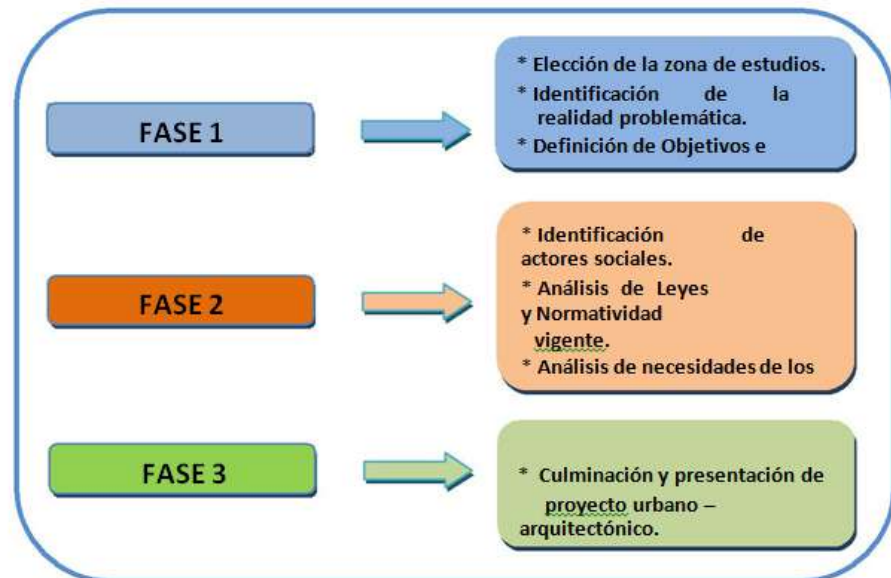 FASE 1
* Elección de la zona de estudios.
* Identificación de la
realidad problemática.
* Definición de Objetivos e
FASE 2
* Identificación de
actores sociales.
* Análisis de Leyes
y Normatividad
vigente.
* Análisis de necesidades de los
FASE 3
* Culminación y presentación de
proyecto urbano –
arquitectónico.